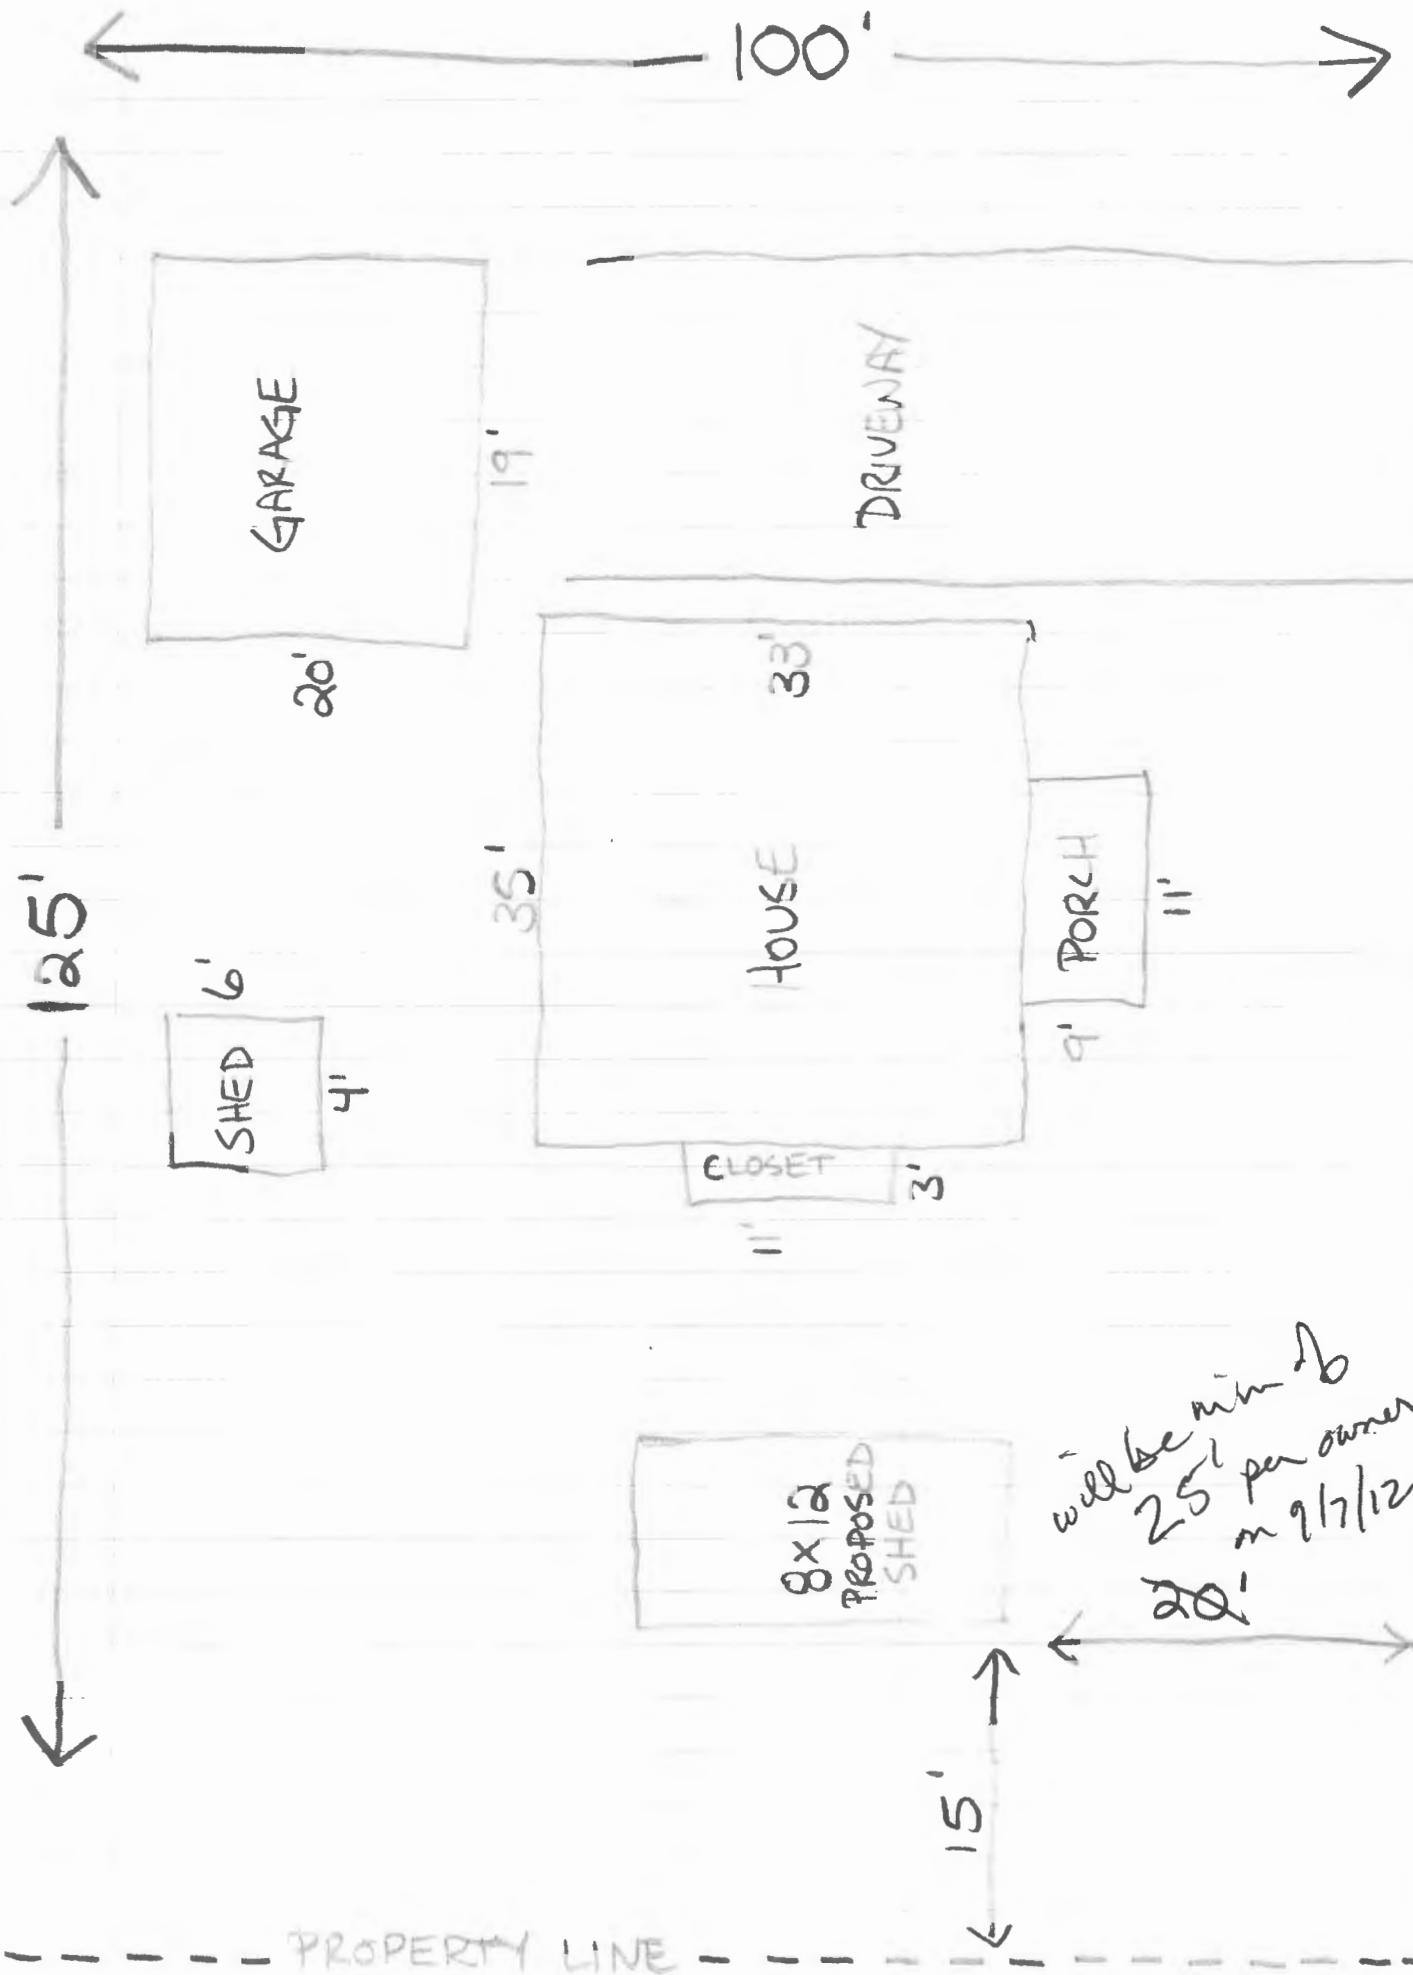 100'
125'
GARAGE
19'
20'
DRIVEWAY
SHED
6'
4'
35'
33'
HOUSE
PORCH
11'
9'
CLOSET
3'
11'
8x12
PROPOSED
SHED
will be min
25' per owner
on 9/7/12
20'
15'
PROPERTY LINE